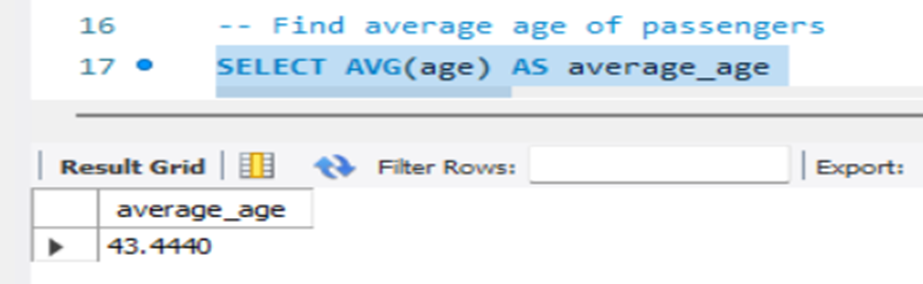 16 -- Find average age of passengers
17 SELECT AVG(age) AS average_age
Result Grid Filter Rows: Export:
average_age
43.4440